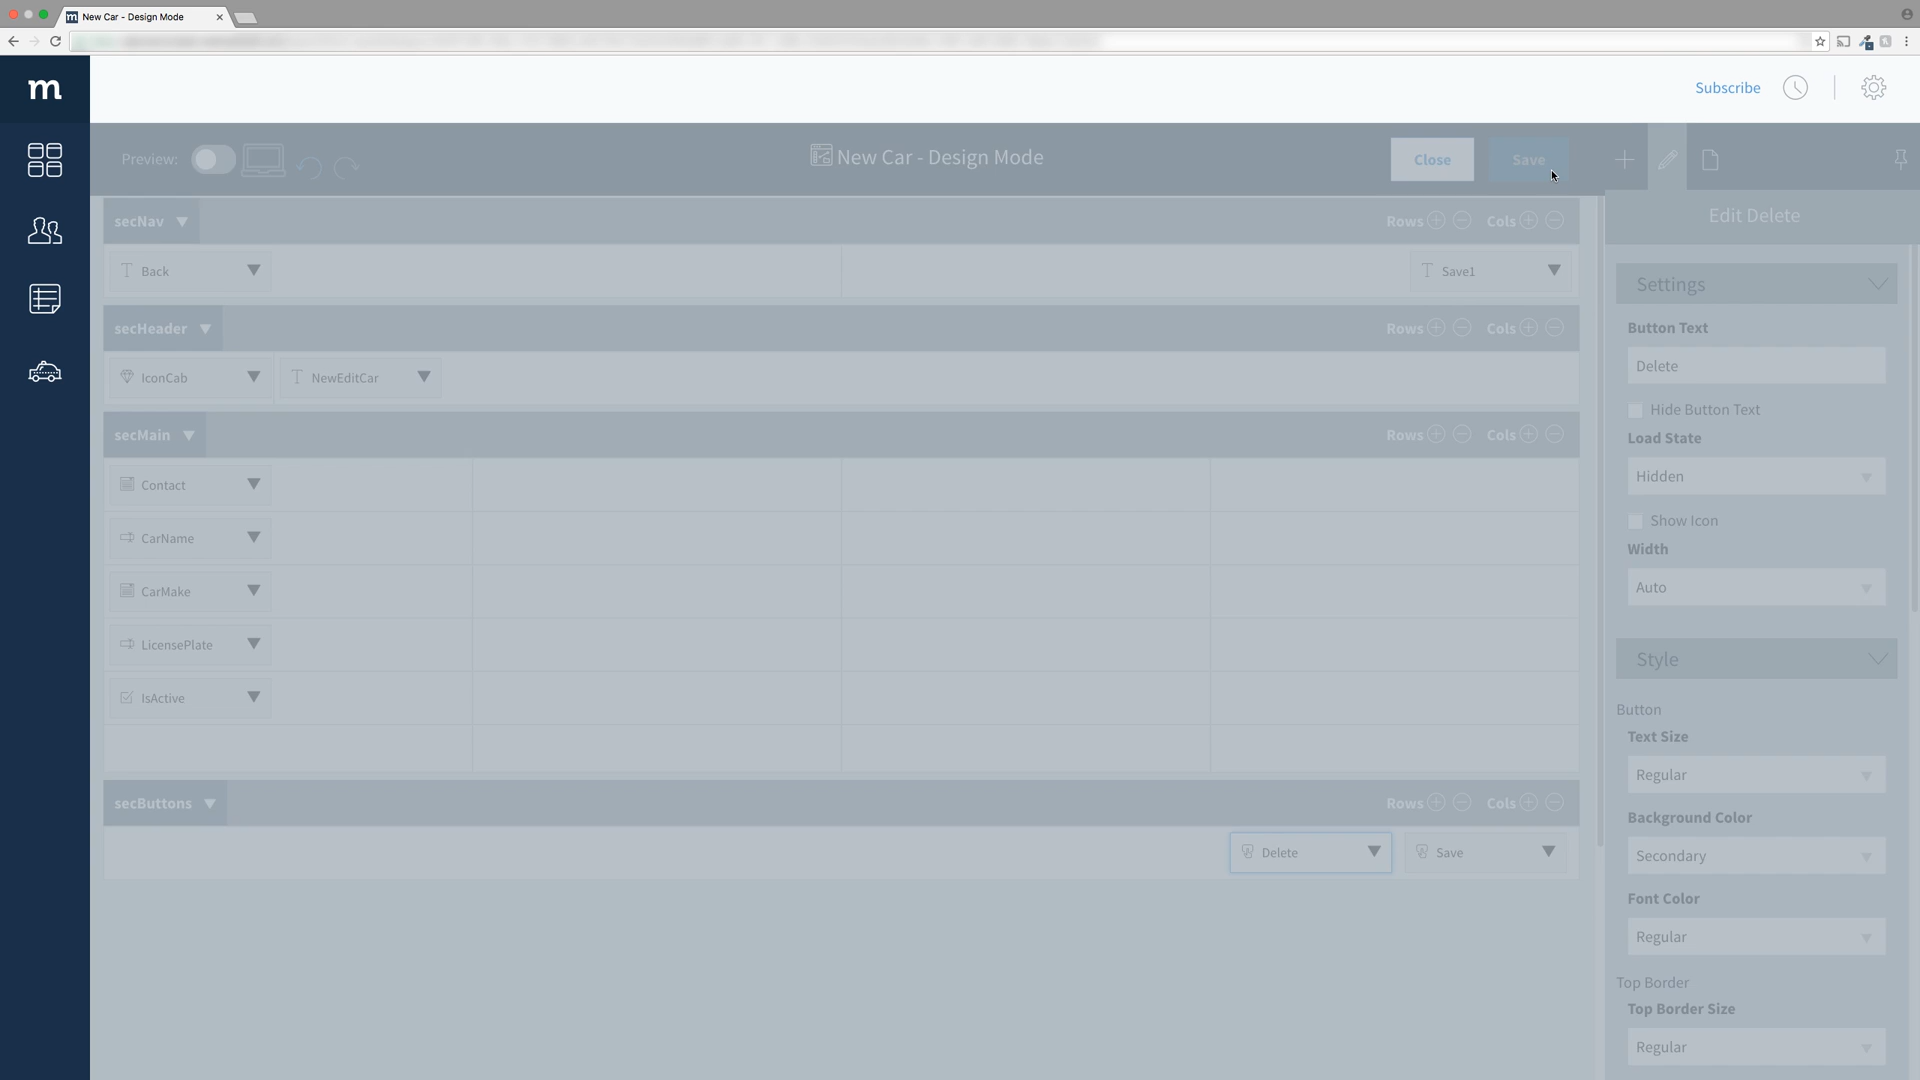 New Car - Design Mode
m
Subscribe
Preview:
New Car - Design Mode
Close
Save
Edit Delete
secNav
Rows
Cols
Back
Save1
secHeader
Rows
Cols
IconCab
NewEditCar
secMain
Rows
Cols
Contact
CarName
CarMake
LicensePlate
IsActive
secButtons
Rows
Cols
Delete
Save
Settings
Button Text
Delete
Hide Button Text
Load State
Hidden
Show Icon
Width
Auto
Style
Button
Text Size
Regular
Background Color
Secondary
Font Color
Regular
Top Border
Top Border Size
Regular